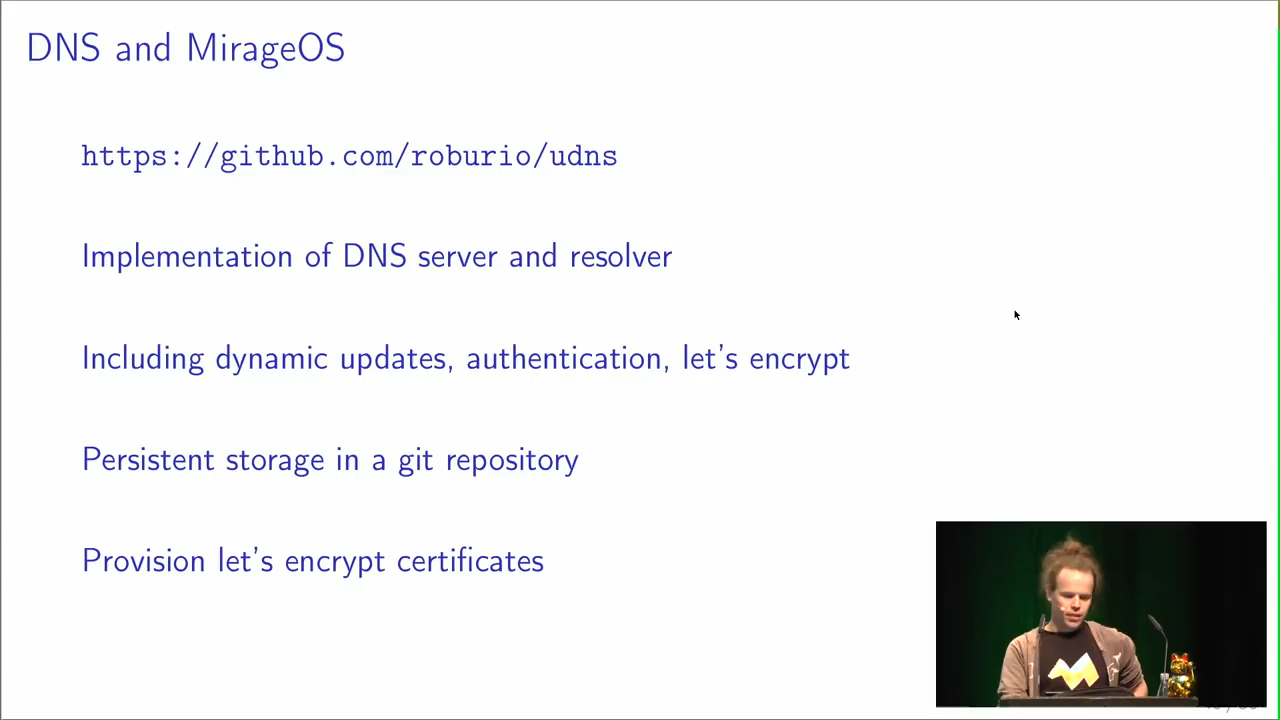 DNS and MirageOS
https://github.com/roburio/udns
Implementation of DNS server and resolver
Including dynamic updates, authentication, let's encrypt
Persistent storage in a git repository
Provision let's encrypt certificates